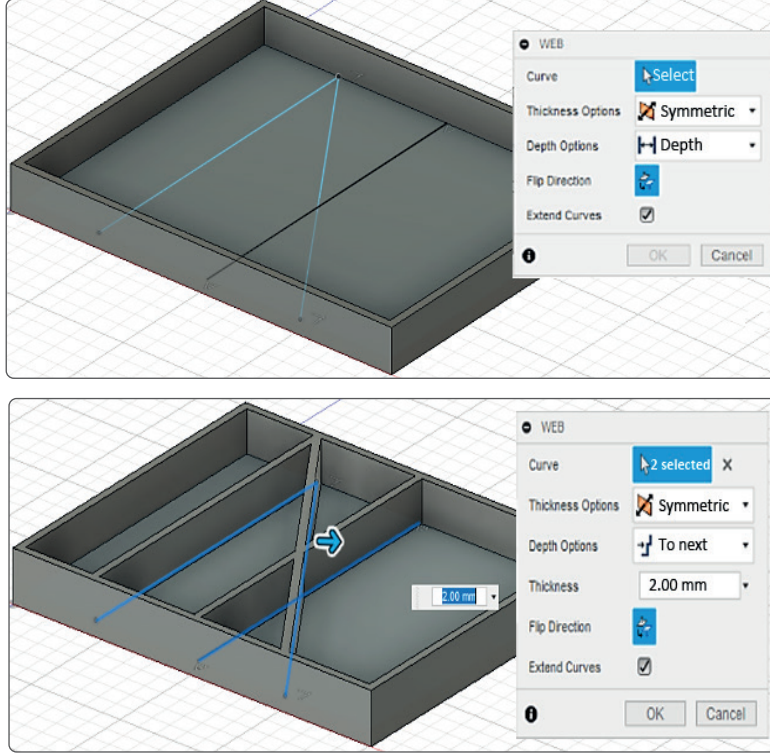 WEB
Curve Select
Thickness Options Symmetric
Depth Options Depth
Flip Direction
Extend Curves
OK Cancel
WEB
Curve 2 selected X
Thickness Options Symmetric
Depth Options To next
Thickness 2.00 mm
2.00 mm
Flip Direction
Extend Curves
OK Cancel